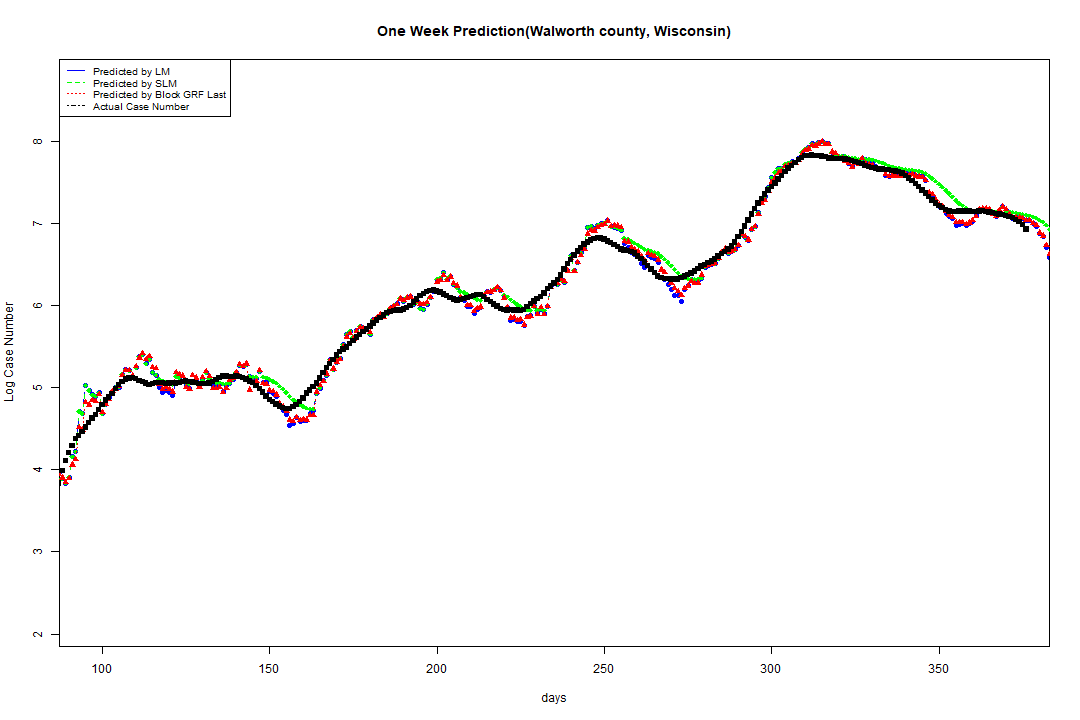 One Week Prediction(Walworth county, Wisconsin)
Predicted by LM
Predicted by SLM
Predicted by Block GRF Last
Actual Case Number
Log Case Number
8
7
6
5
4
3
2
100 150 200 250 300 350
days